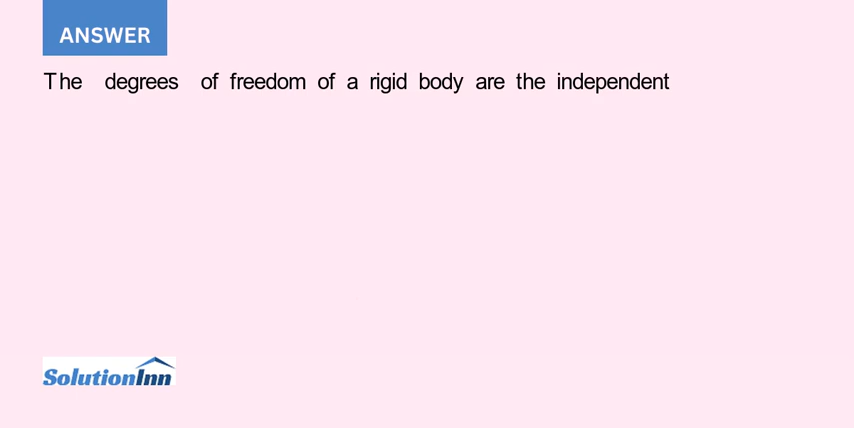 ANSWER
The degrees of freedom of a rigid body are the independent
SolutionInn